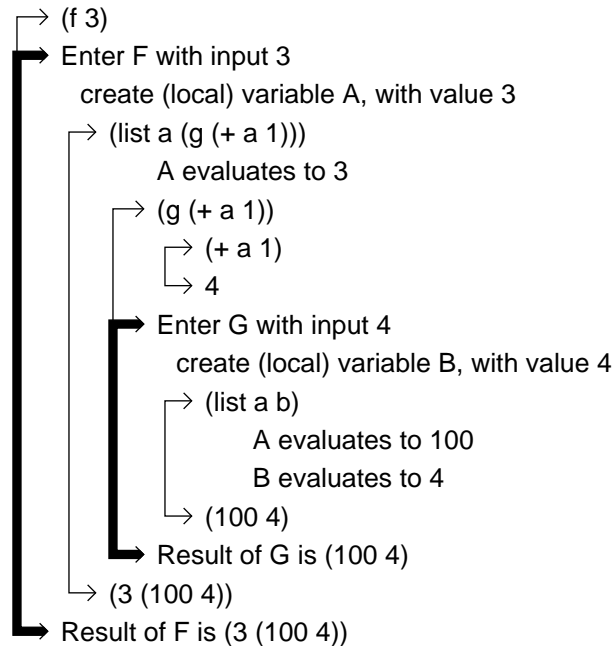 (f 3)
Enter F with input 3
create (local) variable A, with value 3
(list a (g (+ a 1)))
A evaluates to 3
(g (+ a 1))
(+ a 1)
4
Enter G with input 4
create (local) variable B, with value 4
(list a b)
A evaluates to 100
B evaluates to 4
(100 4)
Result of G is (100 4)
(3 (100 4))
Result of F is (3 (100 4))